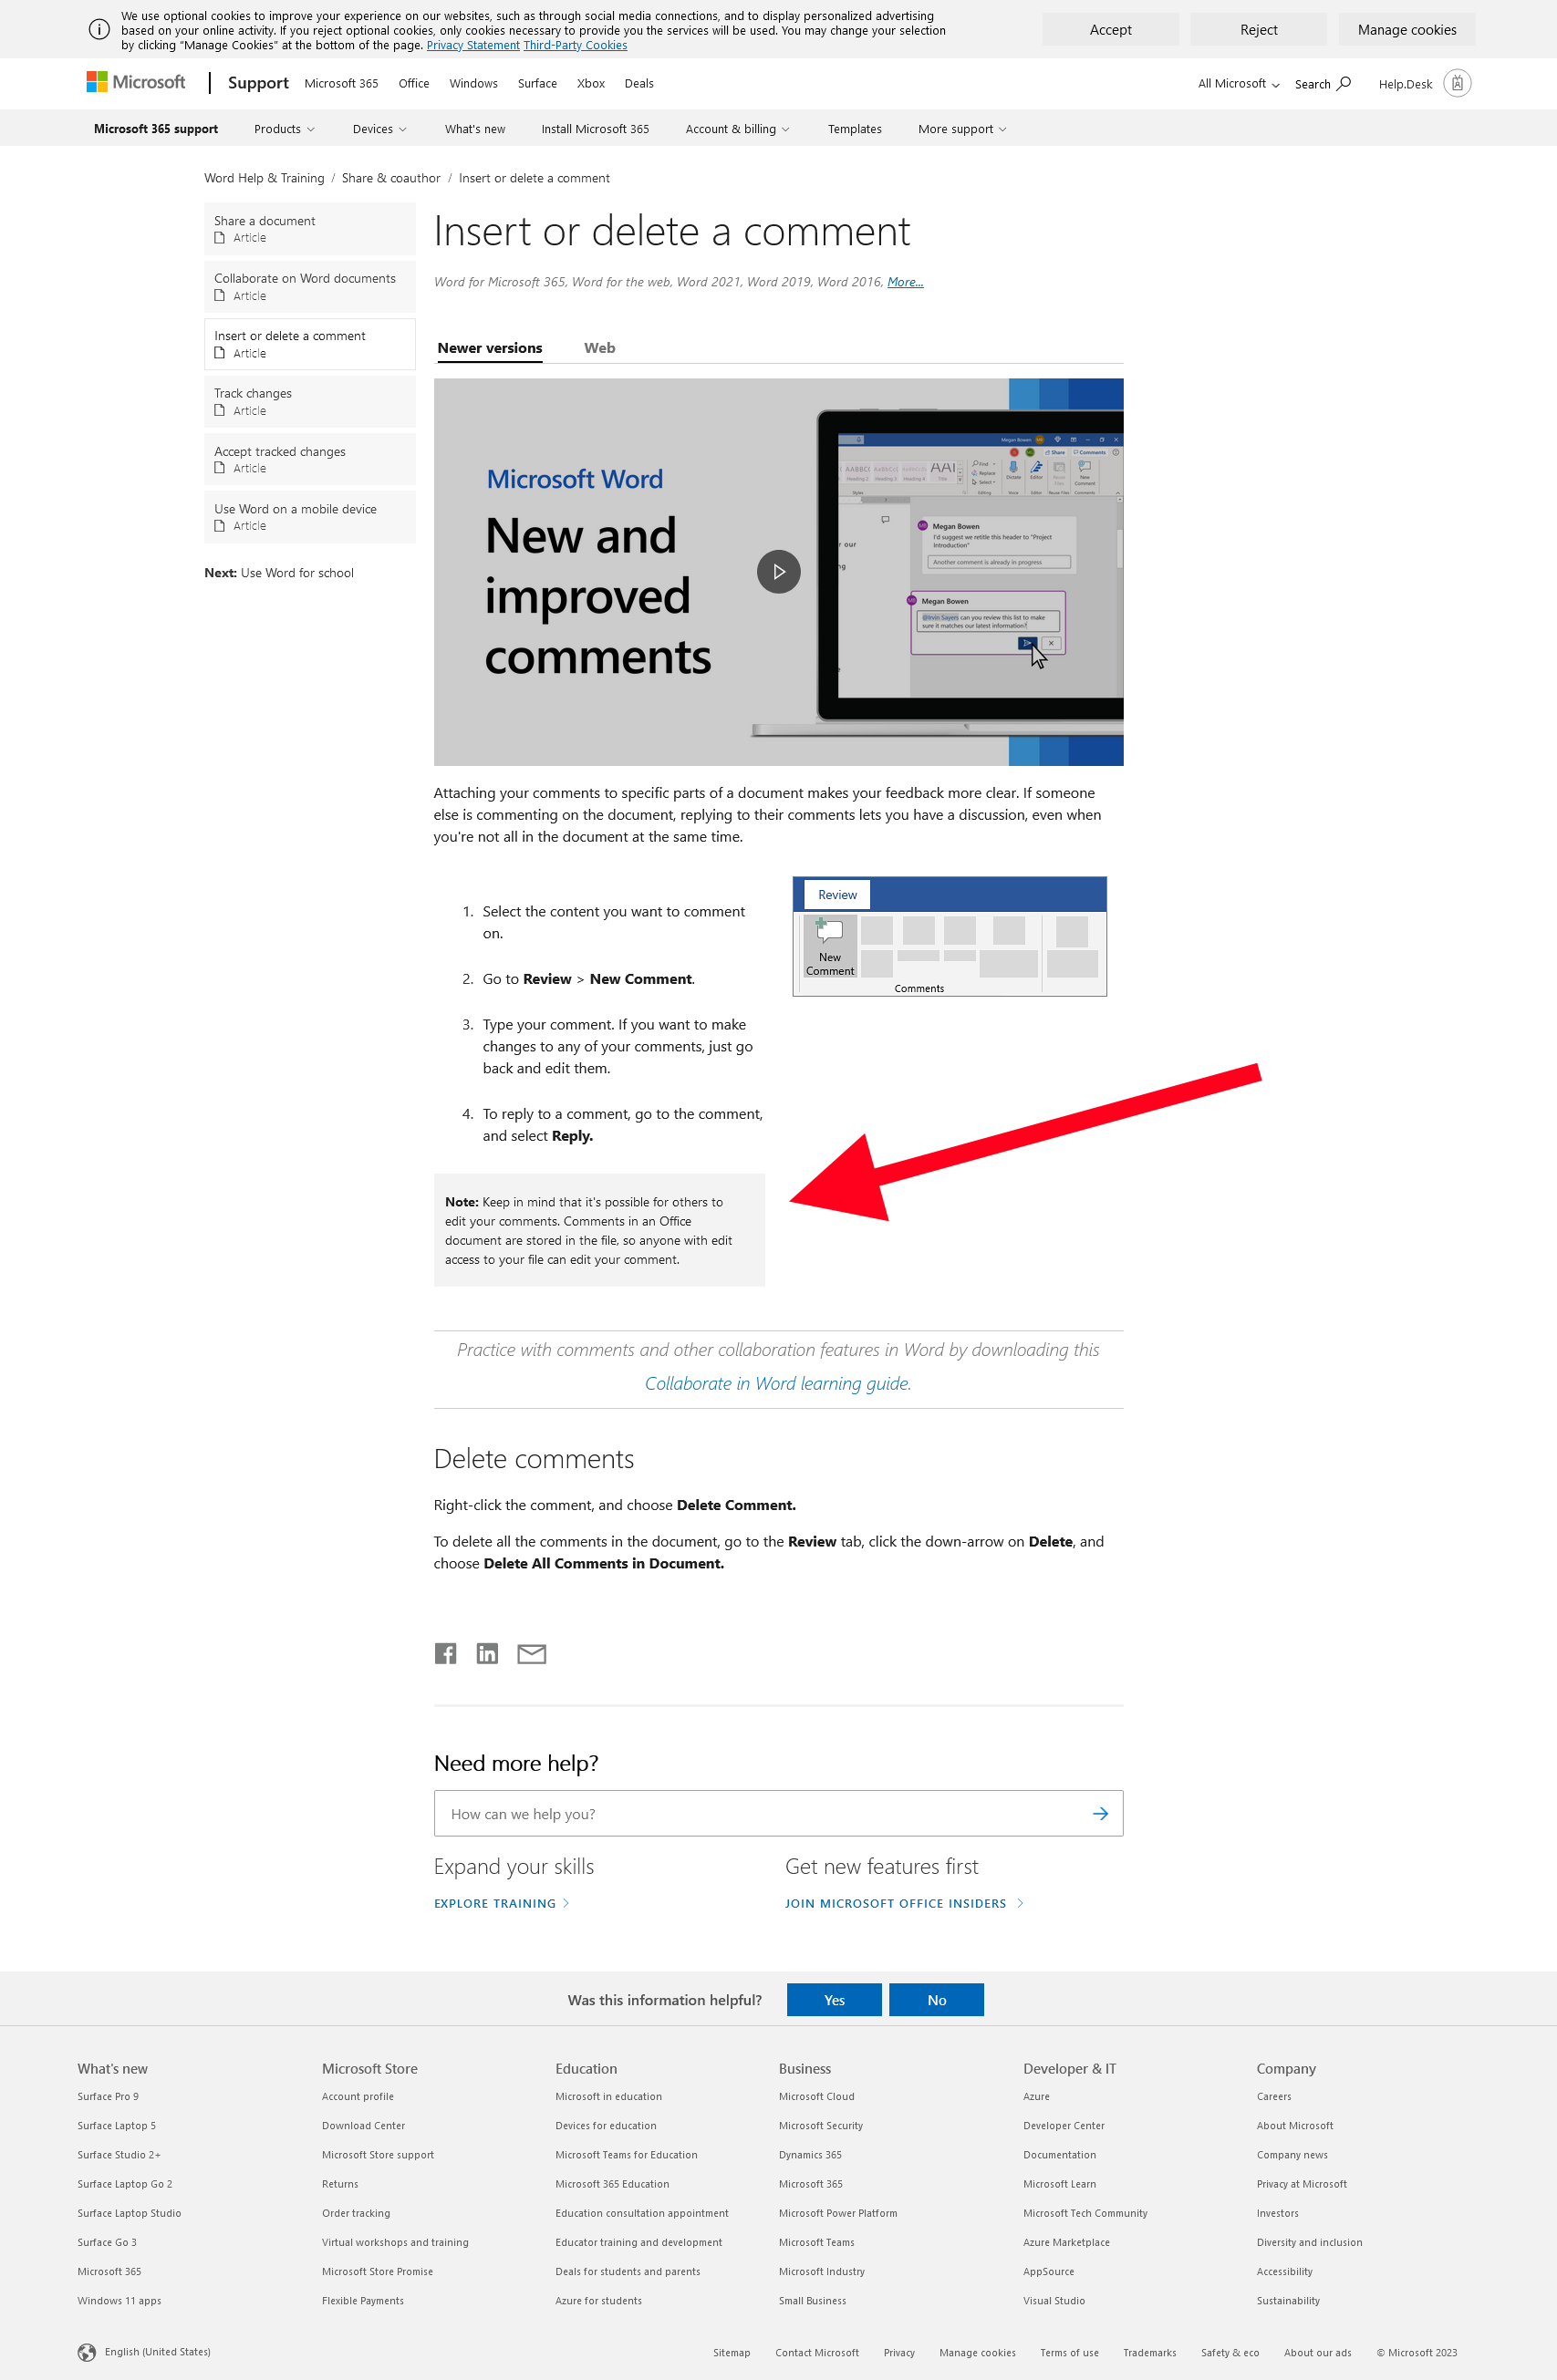 We use optional cookies to improve your experience on our websites, such as through social media connections, and to display personalized advertising
based on your online activity. If you reject optional cookies, only cookies necessary to provide you the services will be used. You may change your selection
by clicking "Manage Cookies" at the bottom of the page. Privacy Statement Third-Party Cookies
Accept
Reject
Manage cookies
Microsoft
Support
Microsoft 365 Office Windows Surface Xbox Deals
All Microsoft
Search
Help.Desk
Microsoft 365 support Products Devices What's new Install Microsoft 365 Account & billing Templates More support
Word Help & Training / Share & coauthor / Insert or delete a comment
Share a document
Article
Collaborate on Word documents
Article
Insert or delete a comment
Article
Track changes
Article
Accept tracked changes
Article
Use Word on a mobile device
Article
Next: Use Word for school
Insert or delete a comment
Word for Microsoft 365, Word for the web, Word 2021, Word 2019, Word 2016, More...
Newer versions
Web
Microsoft Word
New and
improved
comments
Megan Bowen
Share
Comments
Heading 2
Heading 3
Heading 4
Title
Find
Replace
Select
Dictate
Editor
New
Comment
Styles
Editing
Voice
Editor
Megan Bowen
I'd suggest we retitle this header to "Project
Introduction"
Another comment is already in progress
Megan Bowen
@Irvin Sayers can you review this list to make
sure it matches our latest information?
Attaching your comments to specific parts of a document makes your feedback more clear. If someone
else is commenting on the document, replying to their comments lets you have a discussion, even when
you're not all in the document at the same time.
1. Select the content you want to comment
on.
2. Go to Review > New Comment.
3. Type your comment. If you want to make
changes to any of your comments, just go
back and edit them.
4. To reply to a comment, go to the comment,
and select Reply.
Review
New
Comment
Comments
Note: Keep in mind that it's possible for others to
edit your comments. Comments in an Office
document are stored in the file, so anyone with edit
access to your file can edit your comment.
Practice with comments and other collaboration features in Word by downloading this
Collaborate in Word learning guide.
Delete comments
Right-click the comment, and choose Delete Comment.
To delete all the comments in the document, go to the Review tab, click the down-arrow on Delete, and
choose Delete All Comments in Document.
Need more help?
How can we help you?
Expand your skills
EXPLORE TRAINING
Get new features first
JOIN MICROSOFT OFFICE INSIDERS
Was this information helpful?
Yes
No
What's new
Surface Pro 9
Surface Laptop 5
Surface Studio 2+
Surface Laptop Go 2
Surface Laptop Studio
Surface Go 3
Microsoft 365
Windows 11 apps
Microsoft Store
Account profile
Download Center
Microsoft Store support
Returns
Order tracking
Virtual workshops and training
Microsoft Store Promise
Flexible Payments
Education
Microsoft in education
Devices for education
Microsoft Teams for Education
Microsoft 365 Education
Education consultation appointment
Educator training and development
Deals for students and parents
Azure for students
Business
Microsoft Cloud
Microsoft Security
Dynamics 365
Microsoft 365
Microsoft Power Platform
Microsoft Teams
Microsoft Industry
Small Business
Developer & IT
Azure
Developer Center
Documentation
Microsoft Learn
Microsoft Tech Community
Azure Marketplace
AppSource
Visual Studio
Company
Careers
About Microsoft
Company news
Privacy at Microsoft
Investors
Diversity and inclusion
Accessibility
Sustainability
English (United States)
Sitemap Contact Microsoft Privacy Manage cookies Terms of use Trademarks Safety & eco About our ads © Microsoft 2023